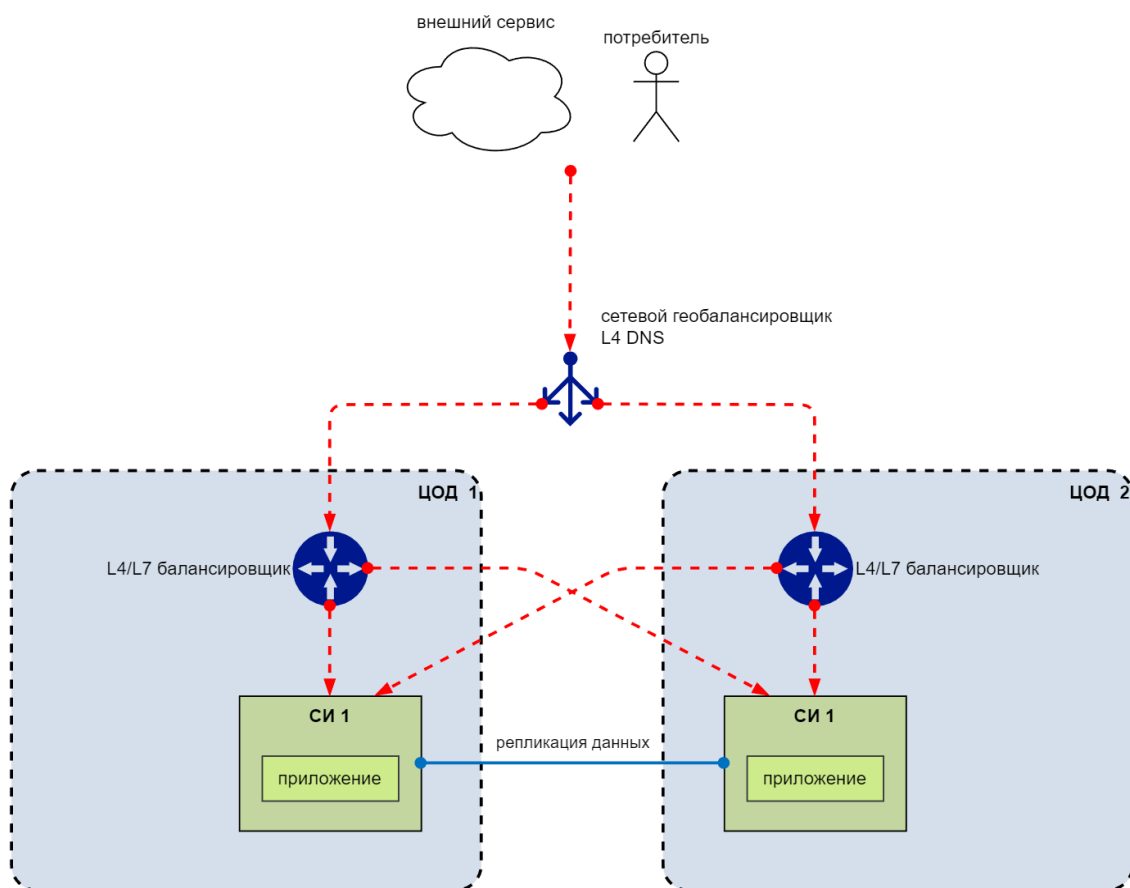 внешний сервис
потребитель
сетевой геобалансировщик
L4 DNS
ЦОД 1
ЦОД 2
L4/L7 балансировщик
L4/L7 балансировщик
СИ 1
СИ 1
репликация данных
приложение
приложение